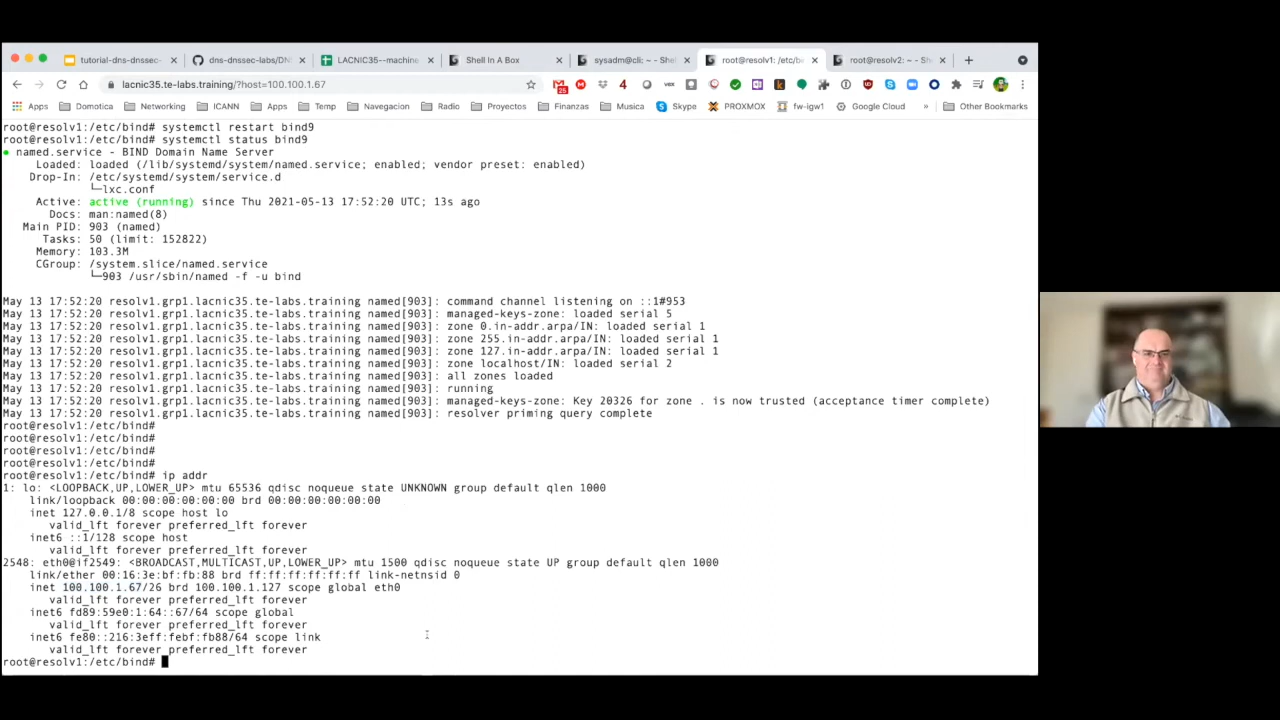 tutorial-dns-dnssec- dns-dnssec-labs/DN LACNIC35--machine Shell In A Box sysadm@cli: ~ - Shel root@resolv1: /etc/b root@resolv2: ~ - S
lacnic35.te-labs.training/?host=100.100.1.67
Apps Domotica Networking ICANN Apps Temp Navegacion Radio Proyectos Finanzas Musica Skype PROXMOX fw-igw1 Google Cloud » Other Bookmarks
root@resolv1:/etc/bind# systemctl restart bind9
root@resolv1:/etc/bind# systemctl status bind9
● named.service - BIND Domain Name Server
Loaded: loaded (/lib/systemd/system/named.service; enabled; vendor preset: enabled)
Drop-In: /etc/systemd/system/service.d
└─lxc.conf
Active: active (running) since Thu 2021-05-13 17:52:20 UTC; 13s ago
Docs: man:named(8)
Main PID: 903 (named)
Tasks: 50 (limit: 152822)
Memory: 103.3M
CGroup: /system.slice/named.service
└─903 /usr/sbin/named -f -u bind
May 13 17:52:20 resolv1.grp1.lacnic35.te-labs.training named[903]: command channel listening on ::1#953
May 13 17:52:20 resolv1.grp1.lacnic35.te-labs.training named[903]: managed-keys-zone: loaded serial 5
May 13 17:52:20 resolv1.grp1.lacnic35.te-labs.training named[903]: zone 0.in-addr.arpa/IN: loaded serial 1
May 13 17:52:20 resolv1.grp1.lacnic35.te-labs.training named[903]: zone 255.in-addr.arpa/IN: loaded serial 1
May 13 17:52:20 resolv1.grp1.lacnic35.te-labs.training named[903]: zone 127.in-addr.arpa/IN: loaded serial 1
May 13 17:52:20 resolv1.grp1.lacnic35.te-labs.training named[903]: zone localhost/IN: loaded serial 2
May 13 17:52:20 resolv1.grp1.lacnic35.te-labs.training named[903]: all zones loaded
May 13 17:52:20 resolv1.grp1.lacnic35.te-labs.training named[903]: running
May 13 17:52:20 resolv1.grp1.lacnic35.te-labs.training named[903]: managed-keys-zone: Key 20326 for zone . is now trusted (acceptance timer complete)
May 13 17:52:20 resolv1.grp1.lacnic35.te-labs.training named[903]: resolver priming query complete
root@resolv1:/etc/bind#
root@resolv1:/etc/bind#
root@resolv1:/etc/bind#
root@resolv1:/etc/bind#
root@resolv1:/etc/bind# ip addr
1: lo: <LOOPBACK,UP,LOWER_UP> mtu 65536 qdisc noqueue state UNKNOWN group default qlen 1000
link/loopback 00:00:00:00:00:00 brd 00:00:00:00:00:00
inet 127.0.0.1/8 scope host lo
valid_lft forever preferred_lft forever
inet6 ::1/128 scope host
valid_lft forever preferred_lft forever
2548: eth0@if2549: <BROADCAST,MULTICAST,UP,LOWER_UP> mtu 1500 qdisc noqueue state UP group default qlen 1000
link/ether 00:16:3e:bf:fb:88 brd ff:ff:ff:ff:ff:ff link-netnsid 0
inet 100.100.1.67/26 brd 100.100.1.127 scope global eth0
valid_lft forever preferred_lft forever
inet6 fd89:59e0:1:64::67/64 scope global
valid_lft forever preferred_lft forever
inet6 fe80::216:3eff:febf:fb88/64 scope link
valid_lft forever preferred_lft forever
root@resolv1:/etc/bind#